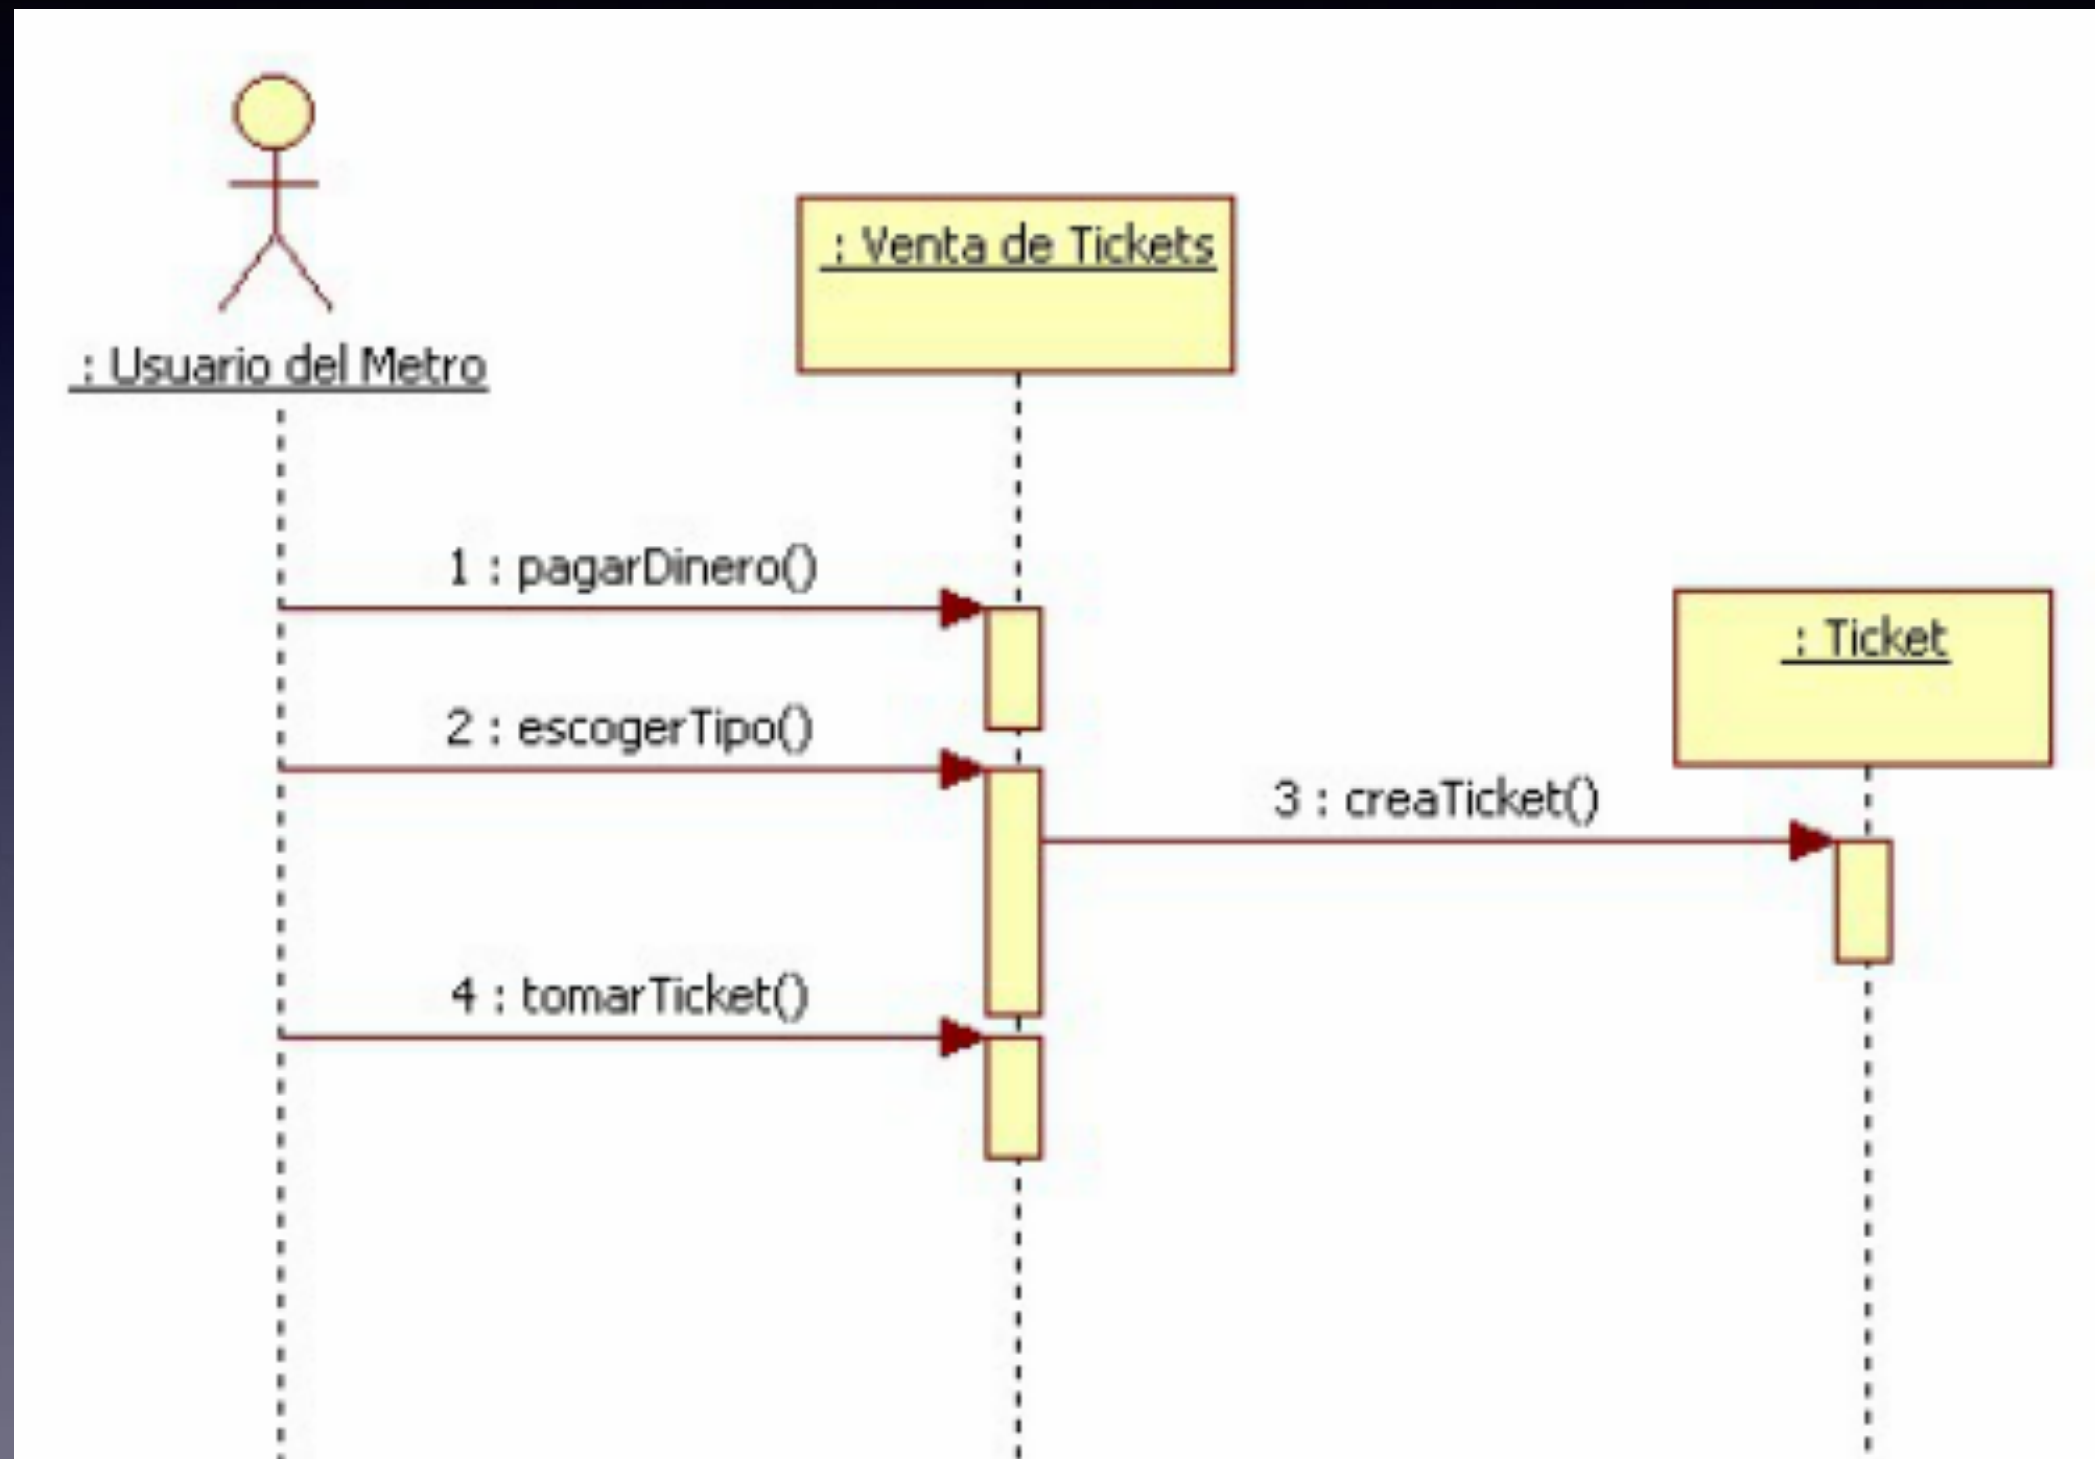 : Venta de Tickets
: Usuario del Metro
1 : pagarDinero()
: Ticket
2 : escogerTipo()
3 : creaTicket()
4 : tomarTicket()